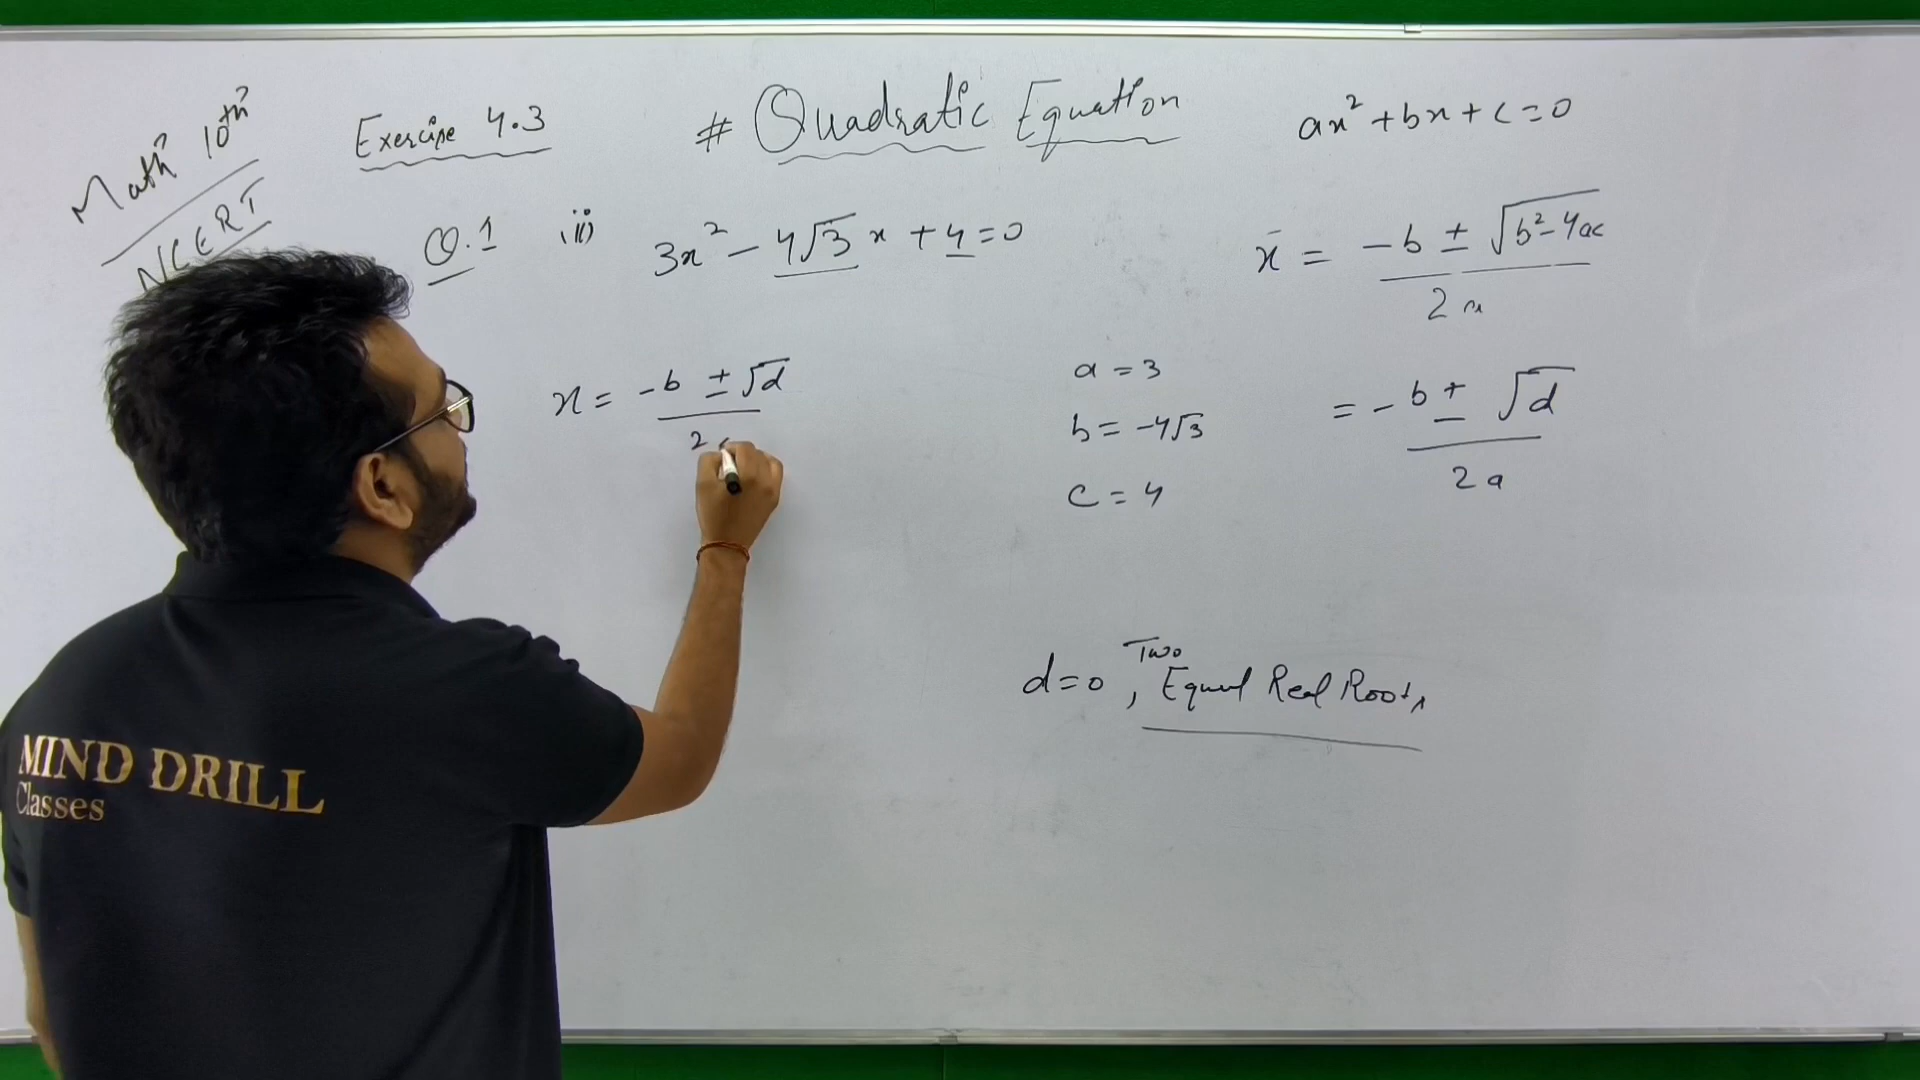 Math 10th
NCERT
Exercise 4.3
# Quadratic Equation
ax² + bx + c = 0
Q.1 (ii) 3x² - 4√3 x + 4 = 0
x = -b ± √b² - 4ac
2a
x = -b ± √d
2a
a = 3
b = -4√3
c = 4
= -b ± √d
2a
d = 0, Two Equal Real Roots
MIND DRILL
Classes